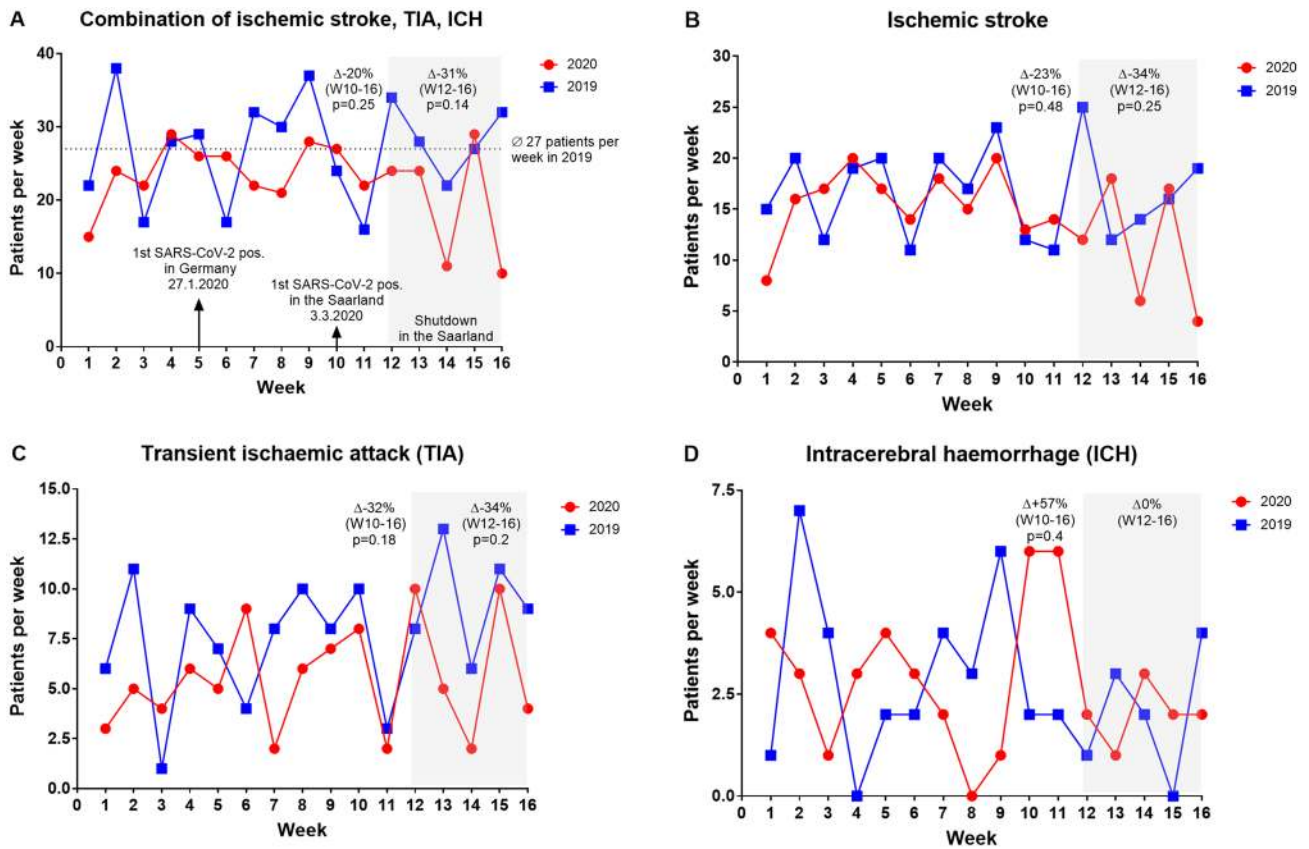 A
Combination of ischemic stroke, TIA, ICH
Patients per week
40
30
20
10
0
Δ-20%
(W10-16)
p=0.25
Δ-31%
(W12-16)
p=0.14
2020
2019
∅ 27 patients per
week in 2019
1st SARS-CoV-2 pos.
in Germany
27.1.2020
1st SARS-CoV-2 pos.
in the Saarland
3.3.2020
Shutdown
in the Saarland
0 1 2 3 4 5 6 7 8 9 10 11 12 13 14 15 16
Week
B
Ischemic stroke
Patients per week
30
25
20
15
10
5
0
Δ-23%
(W10-16)
p=0.48
Δ-34%
(W12-16)
p=0.25
2020
2019
0 1 2 3 4 5 6 7 8 9 10 11 12 13 14 15 16
Week
C
Transient ischaemic attack (TIA)
Patients per week
15.0
12.5
10.0
7.5
5.0
2.5
0.0
Δ-32%
(W10-16)
p=0.18
Δ-34%
(W12-16)
p=0.2
2020
2019
0 1 2 3 4 5 6 7 8 9 10 11 12 13 14 15 16
Week
D
Intracerebral haemorrhage (ICH)
Patients per week
7.5
5.0
2.5
0.0
Δ+57%
(W10-16)
p=0.4
Δ0%
(W12-16)
2020
2019
0 1 2 3 4 5 6 7 8 9 10 11 12 13 14 15 16
Week